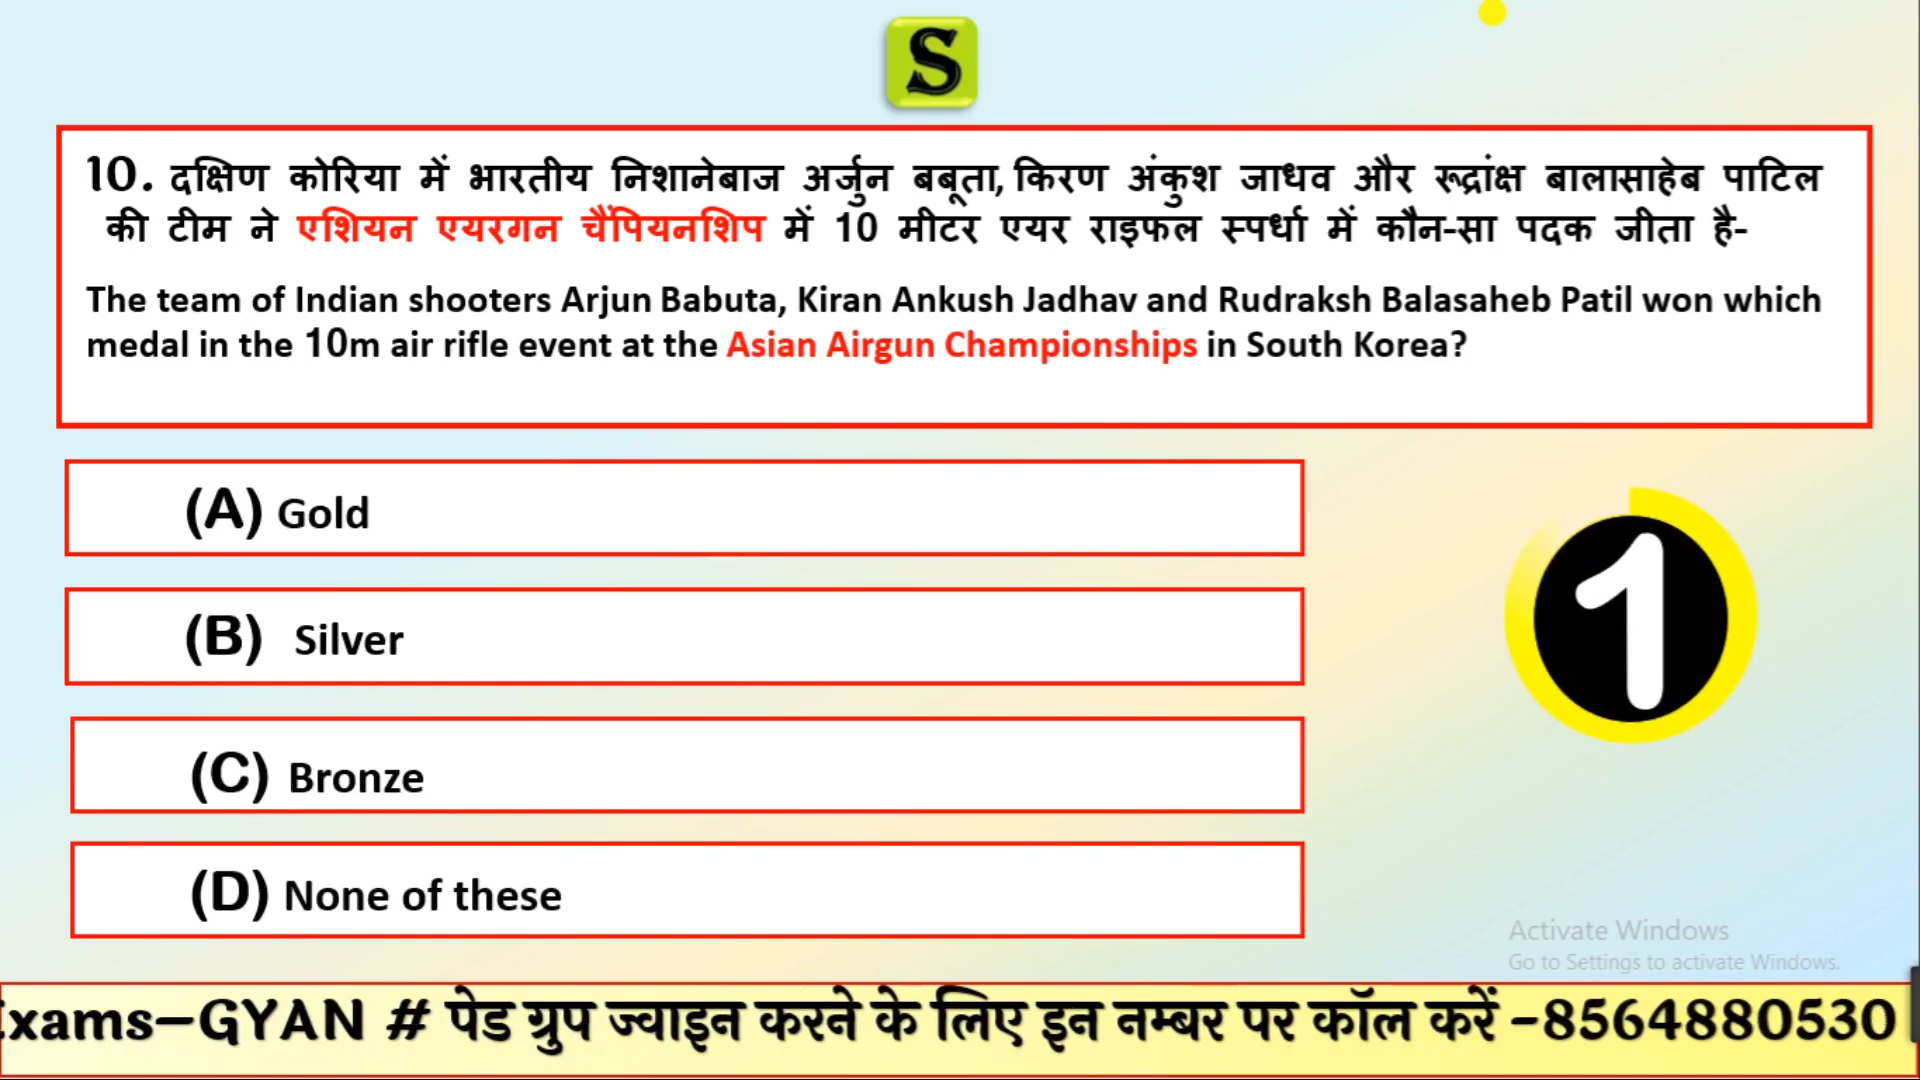 S
10. दक्षिण कोरिया में भारतीय निशानेबाज अर्जुन बबूता, किरण अंकुश जाधव और रूद्रांक्ष बालासाहेब पाटिल
की टीम ने एशियन एयरगन चैंपियनशिप में 10 मीटर एयर राइफल स्पर्धा में कौन-सा पदक जीता है-
The team of Indian shooters Arjun Babuta, Kiran Ankush Jadhav and Rudraksh Balasaheb Patil won which
medal in the 10m air rifle event at the Asian Airgun Championships in South Korea?
(A) Gold
(B) Silver
1
(C) Bronze
(D) None of these
Activate Windows
Go to Settings to activate Windows.
xams–GYAN # पेड ग्रुप ज्वाइन करने के लिए इन नम्बर पर कॉल करें –8564880530